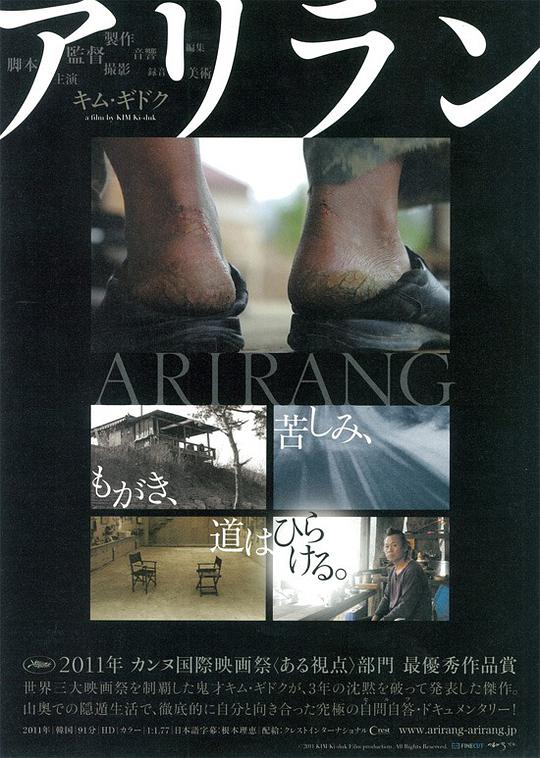 アリラン
製作
監督 音響 編集
脚本 撮影 録音 美術
主演
キム・ギドク
a film by KIM Ki-duk
ARIRANG
苦しみ、
もがき、
道は
ひら
ける。
2011年 カンヌ国際映画祭〈ある視点〉部門 最優秀作品賞
世界三大映画祭を制覇した鬼才キム・ギドクが、3年の沈黙を破って発表した傑作。
山奥での隠遁生活で、徹底的に自分と向き合った究極の自問自答・ドキュメンタリー!
2011年|韓国|91分|HD|カラー|1:1.77|日本語字幕:根本理恵|配給:クレストインターナショナル Crest www.arirang-arirang.jp
©2011 KIM Ki-duk Film production. All Rights Reserved. FINECUT